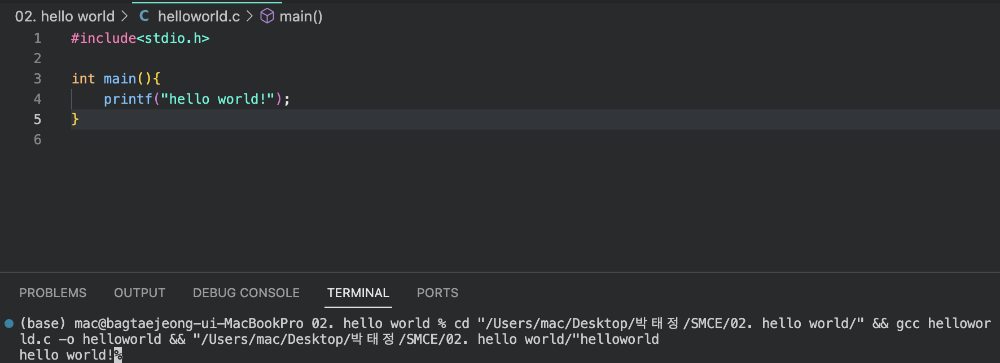 02. hello world > C helloworld.c > main()
1 #include<stdio.h>
2
3 int main(){
4     printf("hello world!");
5 }
6
PROBLEMS OUTPUT DEBUG CONSOLE TERMINAL PORTS
(base) mac@bagtaejeong-ui-MacBookPro 02. hello world % cd "/Users/mac/Desktop/박태정/SMCE/02. hello world/" && gcc hellowor
ld.c -o helloworld && "/Users/mac/Desktop/박태정/SMCE/02. hello world/"helloworld
hello world!%